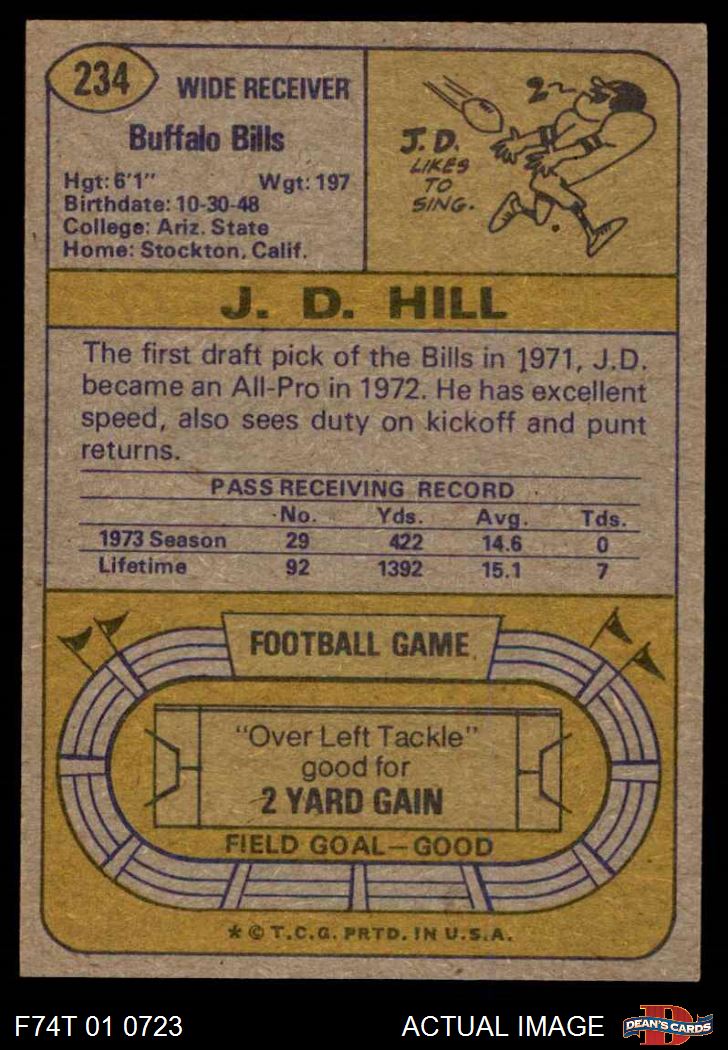 234
WIDE RECEIVER
Buffalo Bills
Hgt: 6'1" Wgt: 197
Birthdate: 10-30-48
College: Ariz. State
Home: Stockton, Calif.
J.D.
LIKES
TO
SING.
J. D. HILL
The first draft pick of the Bills in 1971, J.D.
became an All-Pro in 1972. He has excellent
speed, also sees duty on kickoff and punt
returns.
PASS RECEIVING RECORD
No. Yds. Avg. Tds.
1973 Season 29 422 14.6 0
Lifetime 92 1392 15.1 7
FOOTBALL GAME
"Over Left Tackle"
good for
2 YARD GAIN
FIELD GOAL—GOOD
* © T.C.G. PRTD. IN U.S.A.
F74T 01 0723 ACTUAL IMAGE D DEAN'S CARDS